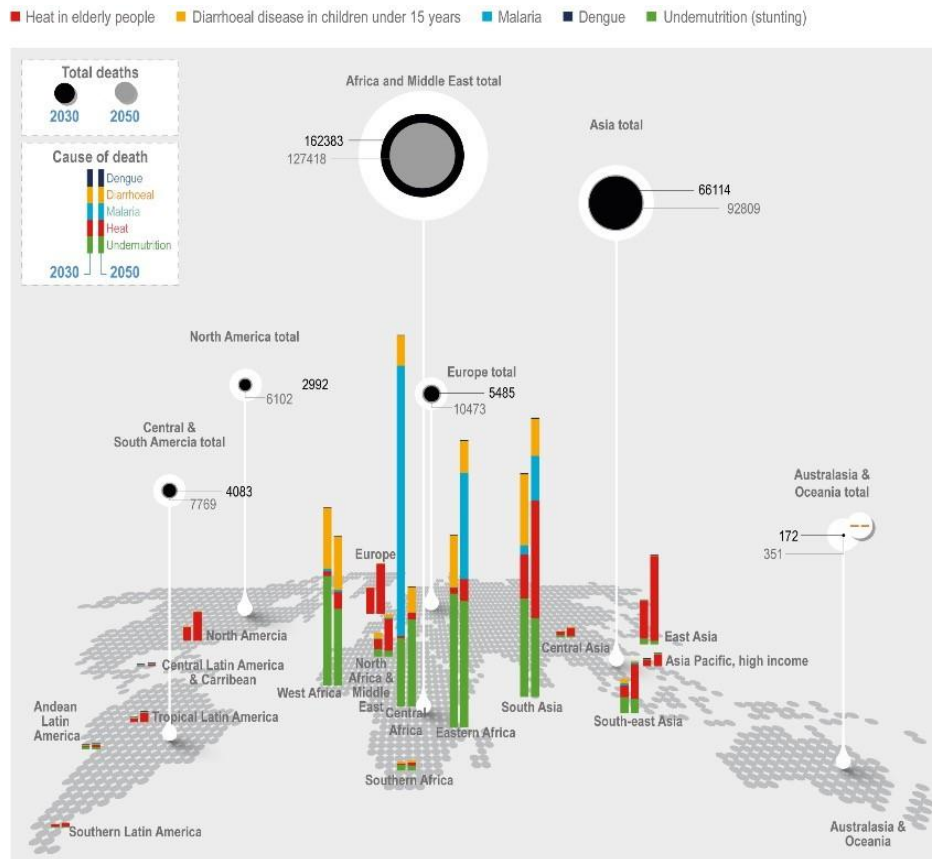 Heat in elderly people Diarrhoeal disease in children under 15 years Malaria Dengue Undernutrition (stunting)
Total deaths
2030 2050
Cause of death
Dengue
Diarrhoeal
Malaria
Heat
Undernutrition
2030 2050
Africa and Middle East total
162383
127418
Asia total
66114
92809
North America total
2992
6102
Europe total
5485
10473
Central &
South Amercia total
4083
7769
Australasia &
Oceania total
172
351
Europe
North Amercia
Central Latin America
& Carribean
West Africa
North
Africa &
Middle
East
Central
Africa
Eastern Africa
South Asia
Central Asia
East Asia
Asia Pacific, high income
South-east Asia
Andean
Latin
America
Tropical Latin America
Southern Africa
Southern Latin America
Australasia &
Oceania